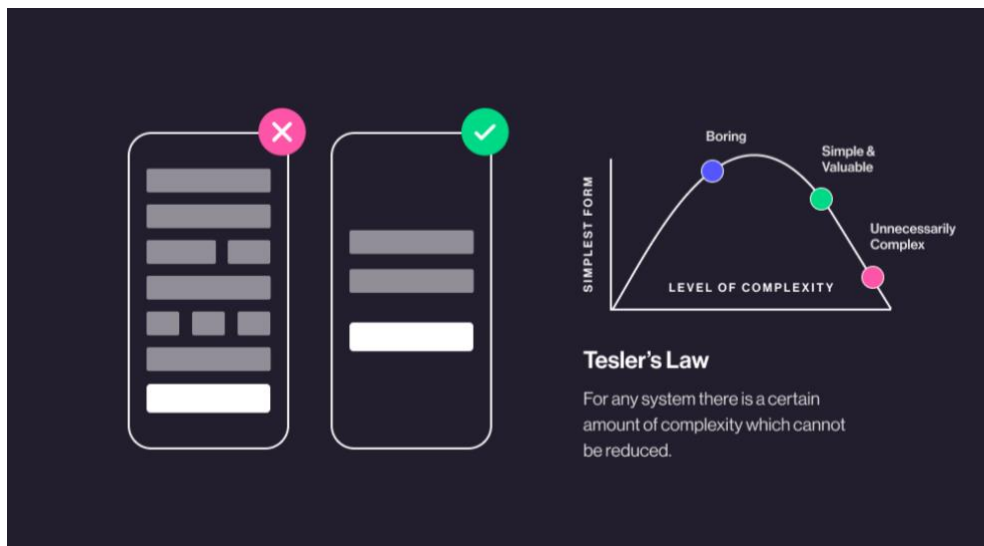 Boring
Simple &
Valuable
Unnecessarily
Complex
SIMPLEST FORM
LEVEL OF COMPLEXITY
Tesler's Law
For any system there is a certain
amount of complexity which cannot
be reduced.